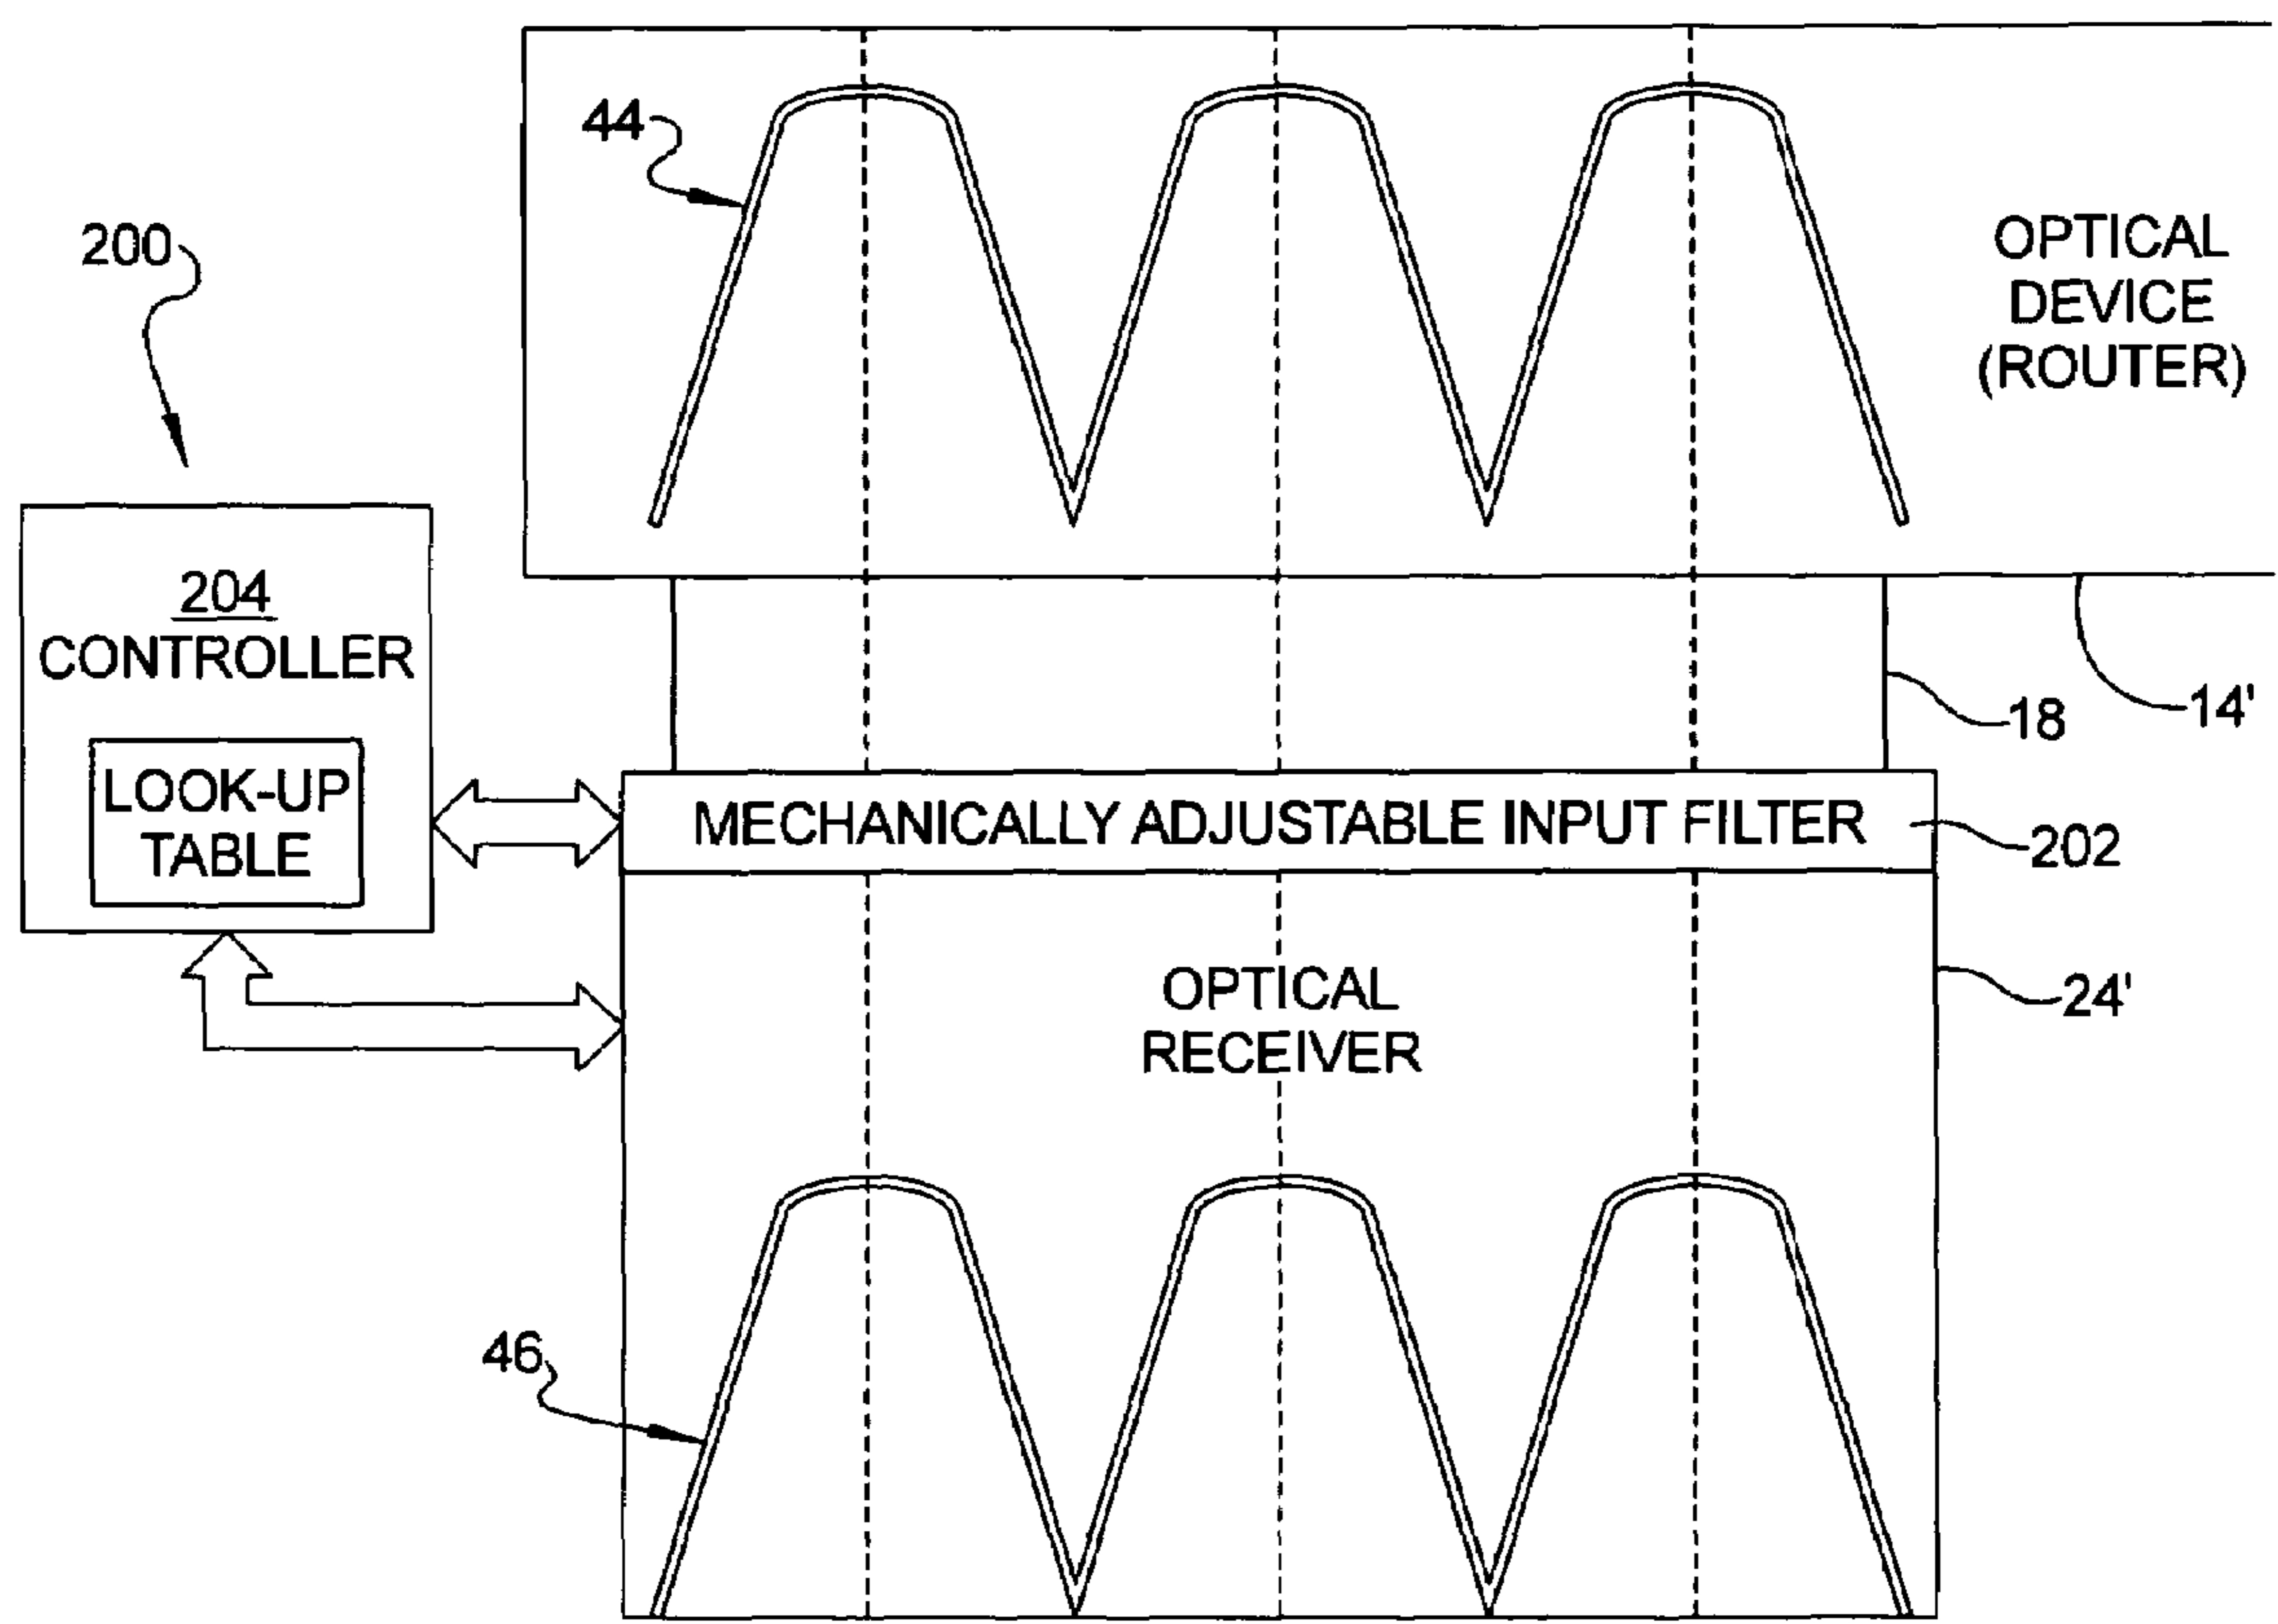 44
200
OPTICAL
DEVICE
(ROUTER)
204
CONTROLLER
LOOK-UP
TABLE
18
14'
MECHANICALLY ADJUSTABLE INPUT FILTER
202
OPTICAL
RECEIVER
24'
46